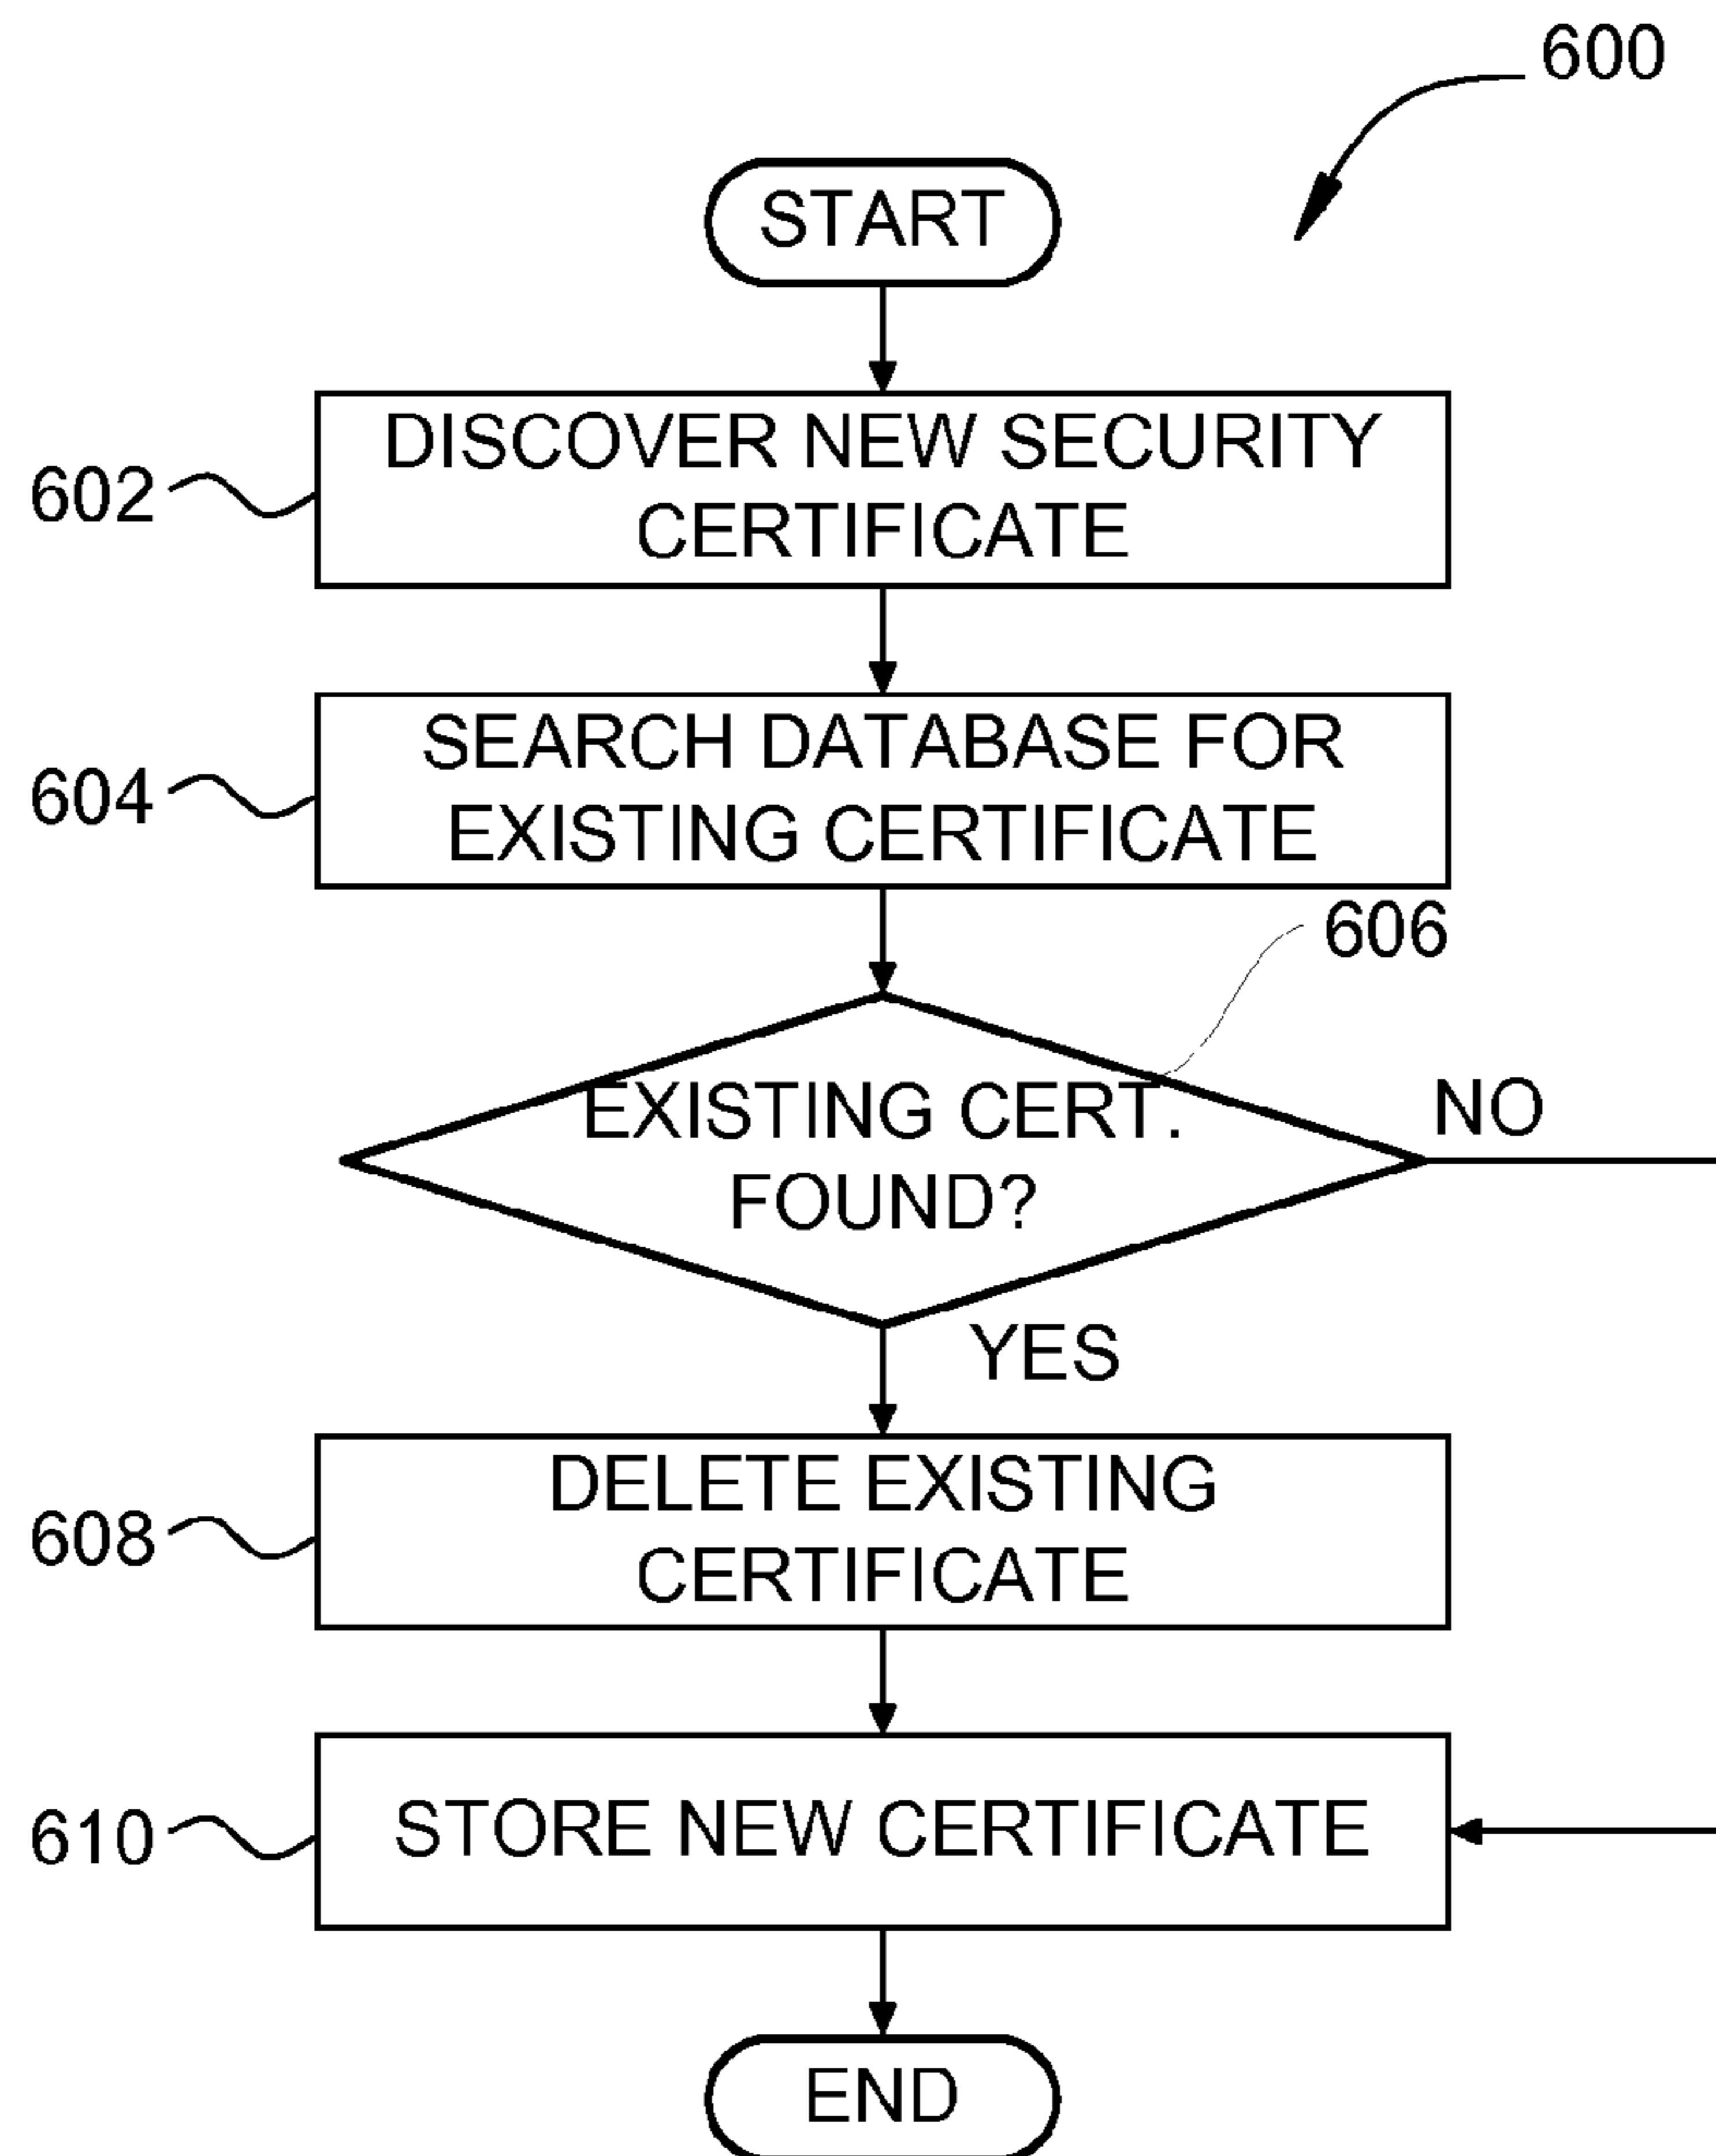 600
START
602
DISCOVER NEW SECURITY
CERTIFICATE
604
SEARCH DATABASE FOR
EXISTING CERTIFICATE
606
EXISTING CERT.
FOUND?
NO
YES
608
DELETE EXISTING
CERTIFICATE
610
STORE NEW CERTIFICATE
END